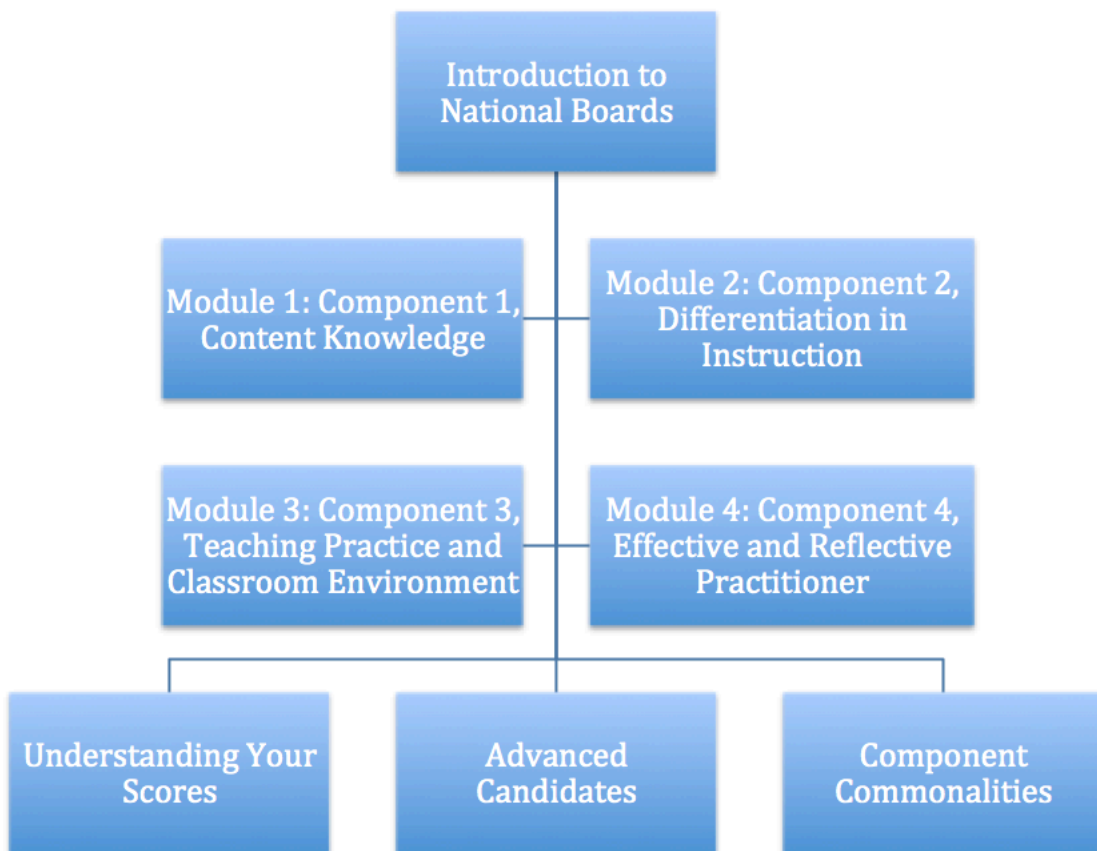 Introduction to
National Boards
Module 1: Component 1,
Content Knowledge
Module 2: Component 2,
Differentiation in
Instruction
Module 3: Component 3,
Teaching Practice and
Classroom Environment
Module 4: Component 4,
Effective and Reflective
Practitioner
Understanding Your
Scores
Advanced
Candidates
Component
Commonalities